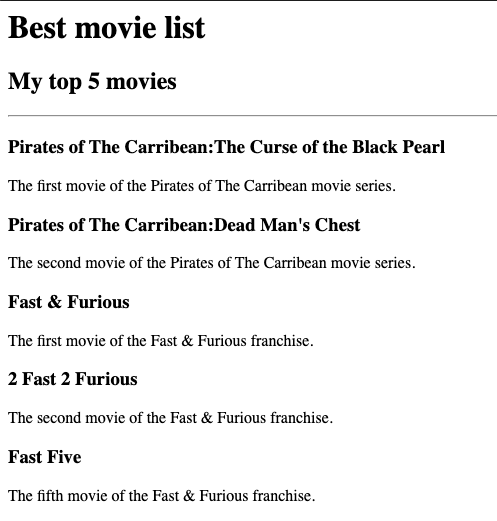 Best movie list
My top 5 movies
Pirates of The Carribean:The Curse of the Black Pearl
The first movie of the Pirates of The Carribean movie series.
Pirates of The Carribean:Dead Man's Chest
The second movie of the Pirates of The Carribean movie series.
Fast & Furious
The first movie of the Fast & Furious franchise.
2 Fast 2 Furious
The second movie of the Fast & Furious franchise.
Fast Five
The fifth movie of the Fast & Furious franchise.